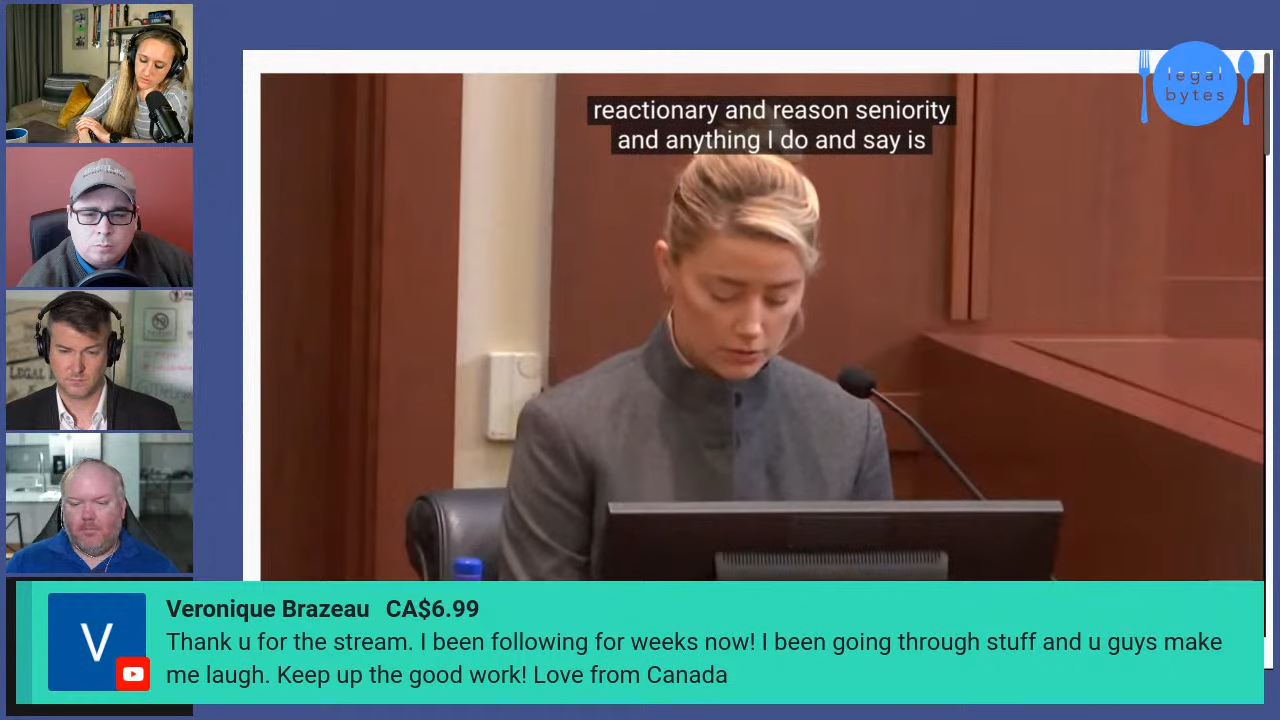 reactionary and reason seniority
and anything I do and say is
legal
bytes
LEGAL
Veronique Brazeau CA$6.99
V
Thank u for the stream. I been following for weeks now! I been going through stuff and u guys make
me laugh. Keep up the good work! Love from Canada